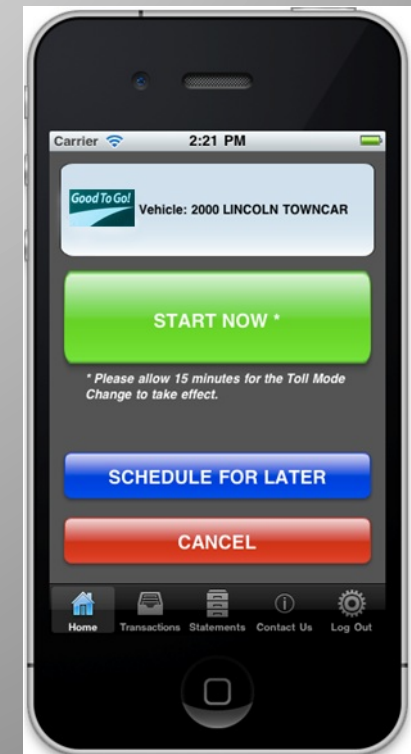 Carrier 2:21 PM
Good To Go!
Vehicle: 2000 LINCOLN TOWNCAR
START NOW *
* Please allow 15 minutes for the Toll Mode
Change to take effect.
SCHEDULE FOR LATER
CANCEL
Home Transactions Statements Contact Us Log Out